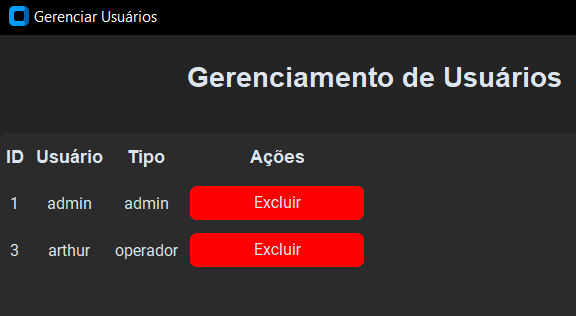 Gerenciar Usuários
Gerenciamento de Usuários
ID Usuário Tipo Ações
1 admin admin Excluir
3 arthur operador Excluir